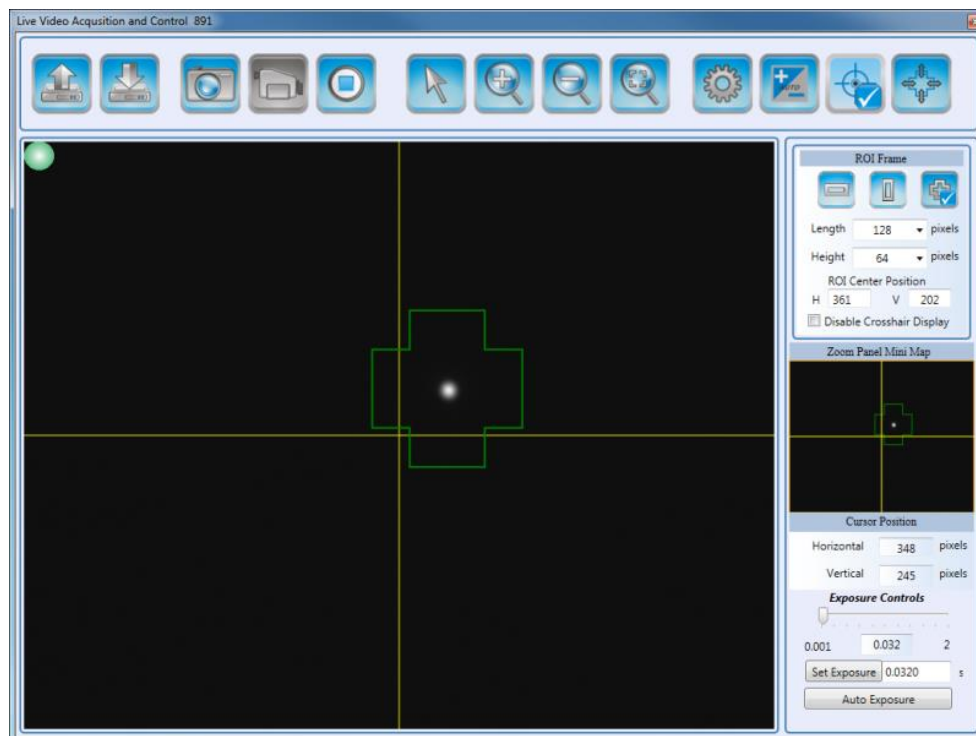 Live Video Acqusition and Control 891
AUTO
ROI Frame
Length 128 pixels
Height 64 pixels
ROI Center Position
H 361 V 202
Disable Crosshair Display
Zoom Panel Mini Map
Cursor Position
Horizontal 348 pixels
Vertical 245 pixels
Exposure Controls
0.001 0.032 2
Set Exposure 0.0320 s
Auto Exposure